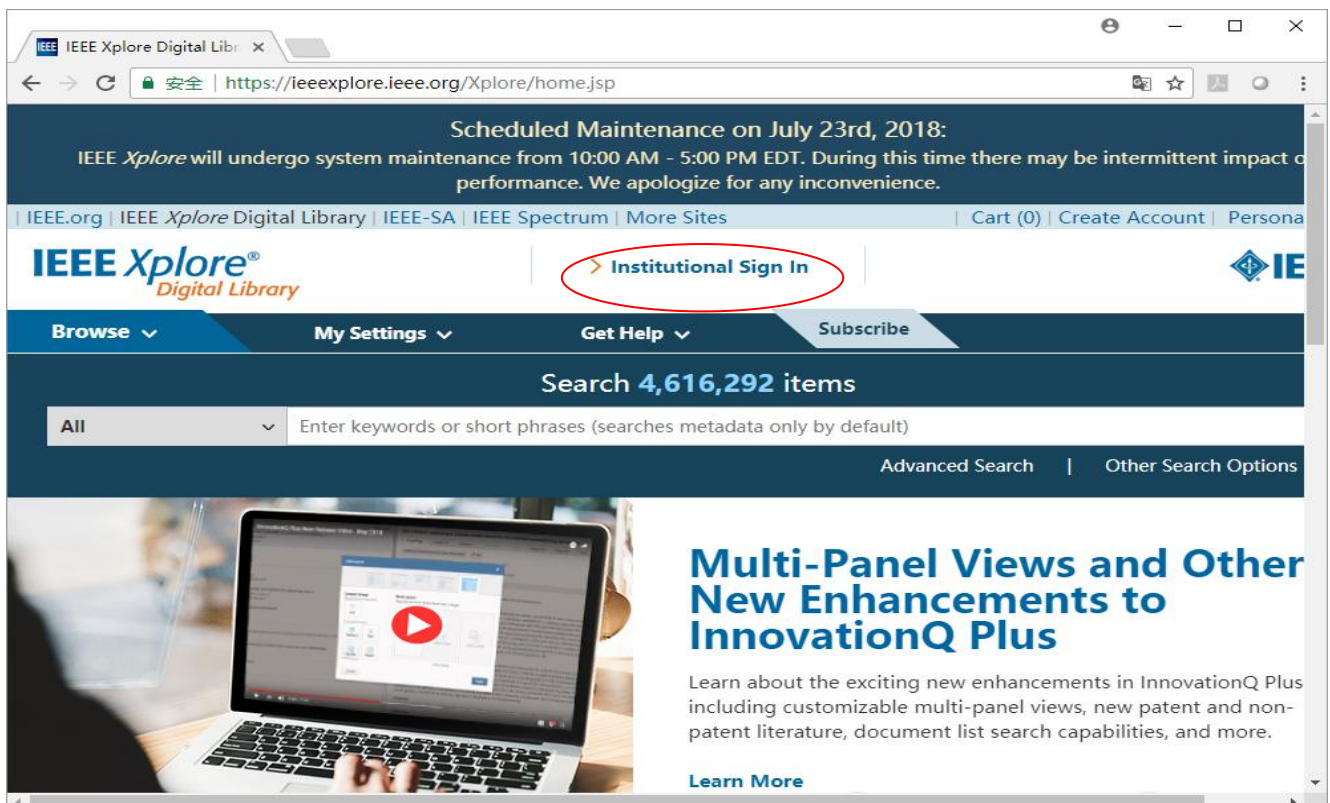 IEEE IEEE Xplore Digital Libr
安全 | https://ieeexplore.ieee.org/Xplore/home.jsp
Scheduled Maintenance on July 23rd, 2018:
IEEE Xplore will undergo system maintenance from 10:00 AM - 5:00 PM EDT. During this time there may be intermittent impact o
performance. We apologize for any inconvenience.
| IEEE.org | IEEE Xplore Digital Library | IEEE-SA | IEEE Spectrum | More Sites | Cart (0) | Create Account | Persona
IEEE Xplore®
Digital Library
> Institutional Sign In
IE
Browse My Settings Get Help Subscribe
Search 4,616,292 items
All Enter keywords or short phrases (searches metadata only by default)
Advanced Search | Other Search Options
Multi-Panel Views and Other
New Enhancements to
InnovationQ Plus
Learn about the exciting new enhancements in InnovationQ Plus
including customizable multi-panel views, new patent and non-
patent literature, document list search capabilities, and more.
Learn More